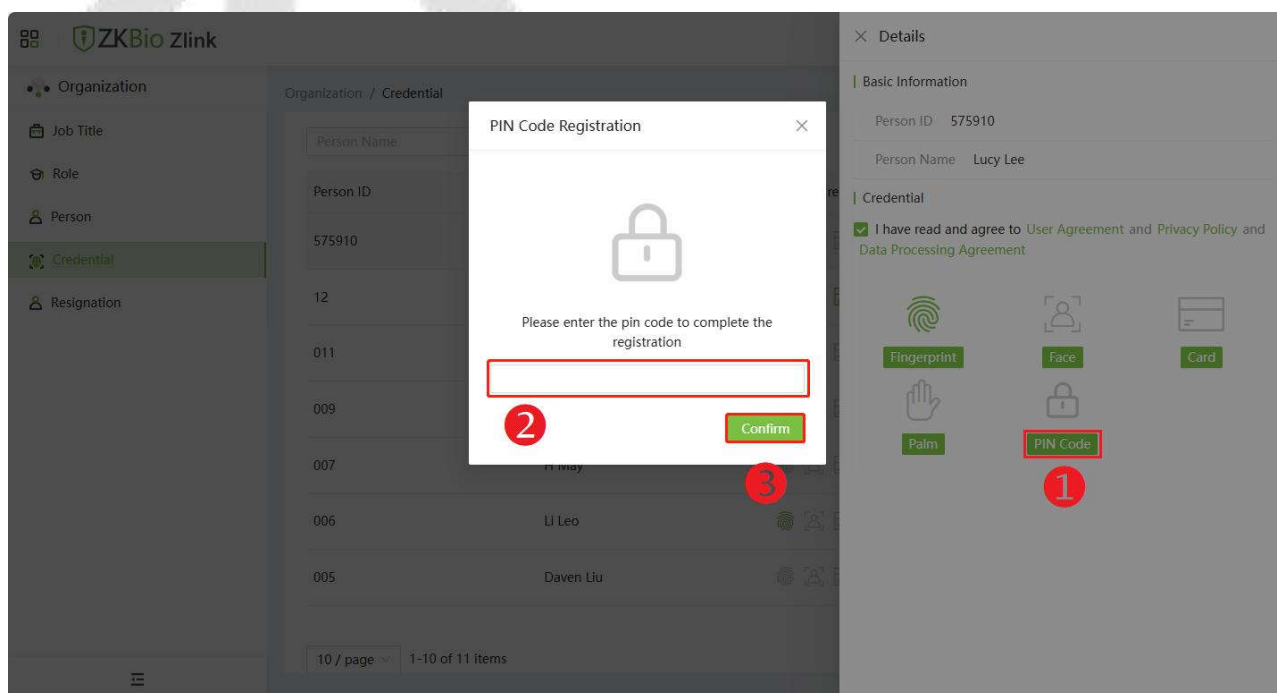 ZKBio Zlink
Organization
Job Title
Role
Person
Credential
Resignation
Organization / Credential
Person Name
Person ID
575910
12
011
009
007
H May
006
Li Leo
005
Daven Liu
10 / page
1-10 of 11 items
PIN Code Registration
Please enter the pin code to complete the
registration
2
Confirm
3
Details
Basic Information
Person ID 575910
Person Name Lucy Lee
Credential
I have read and agree to User Agreement and Privacy Policy and
Data Processing Agreement
Fingerprint
Face
Card
Palm
PIN Code
1